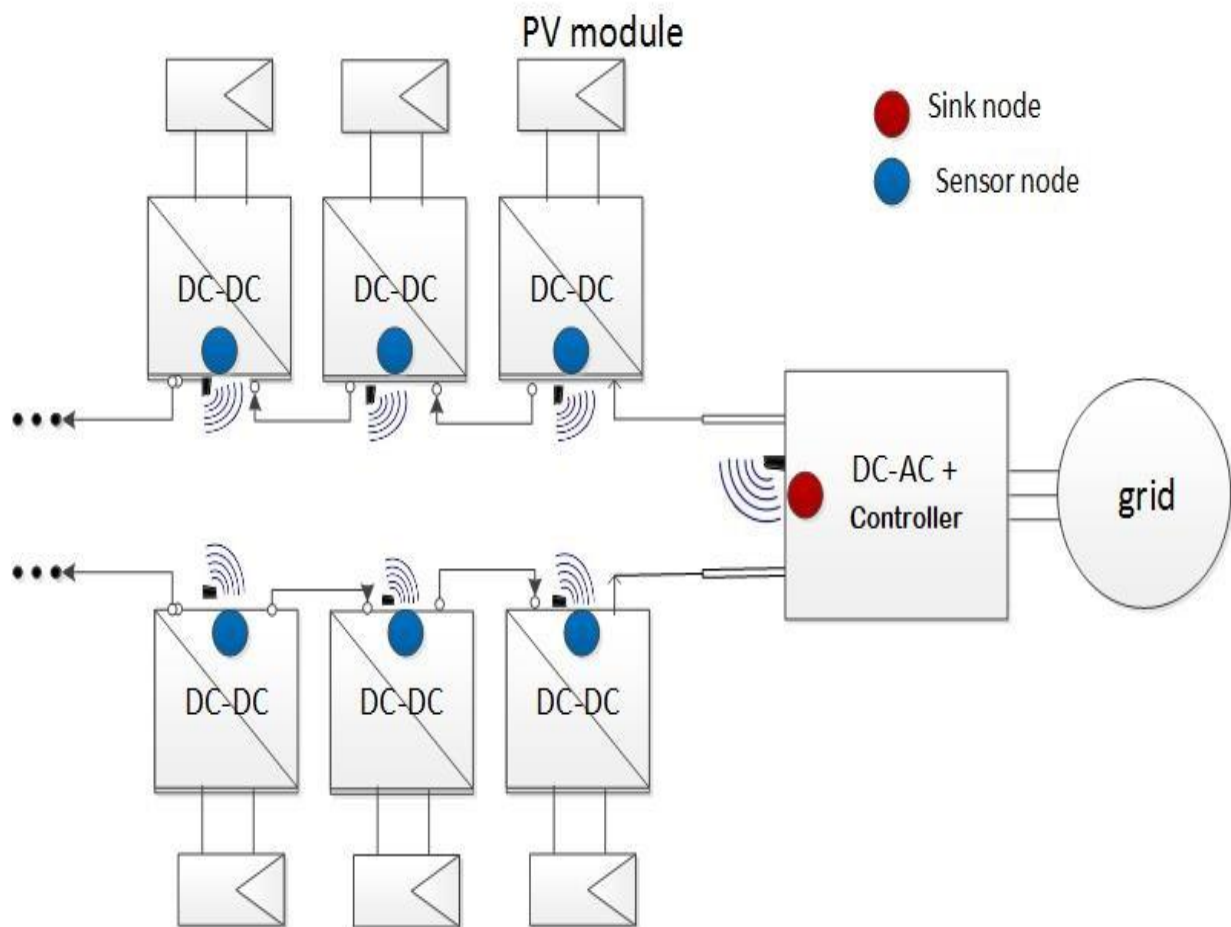 PV module
Sink node
Sensor node
DC-DC
DC-DC
DC-DC
DC-AC +
Controller
grid
DC-DC
DC-DC
DC-DC